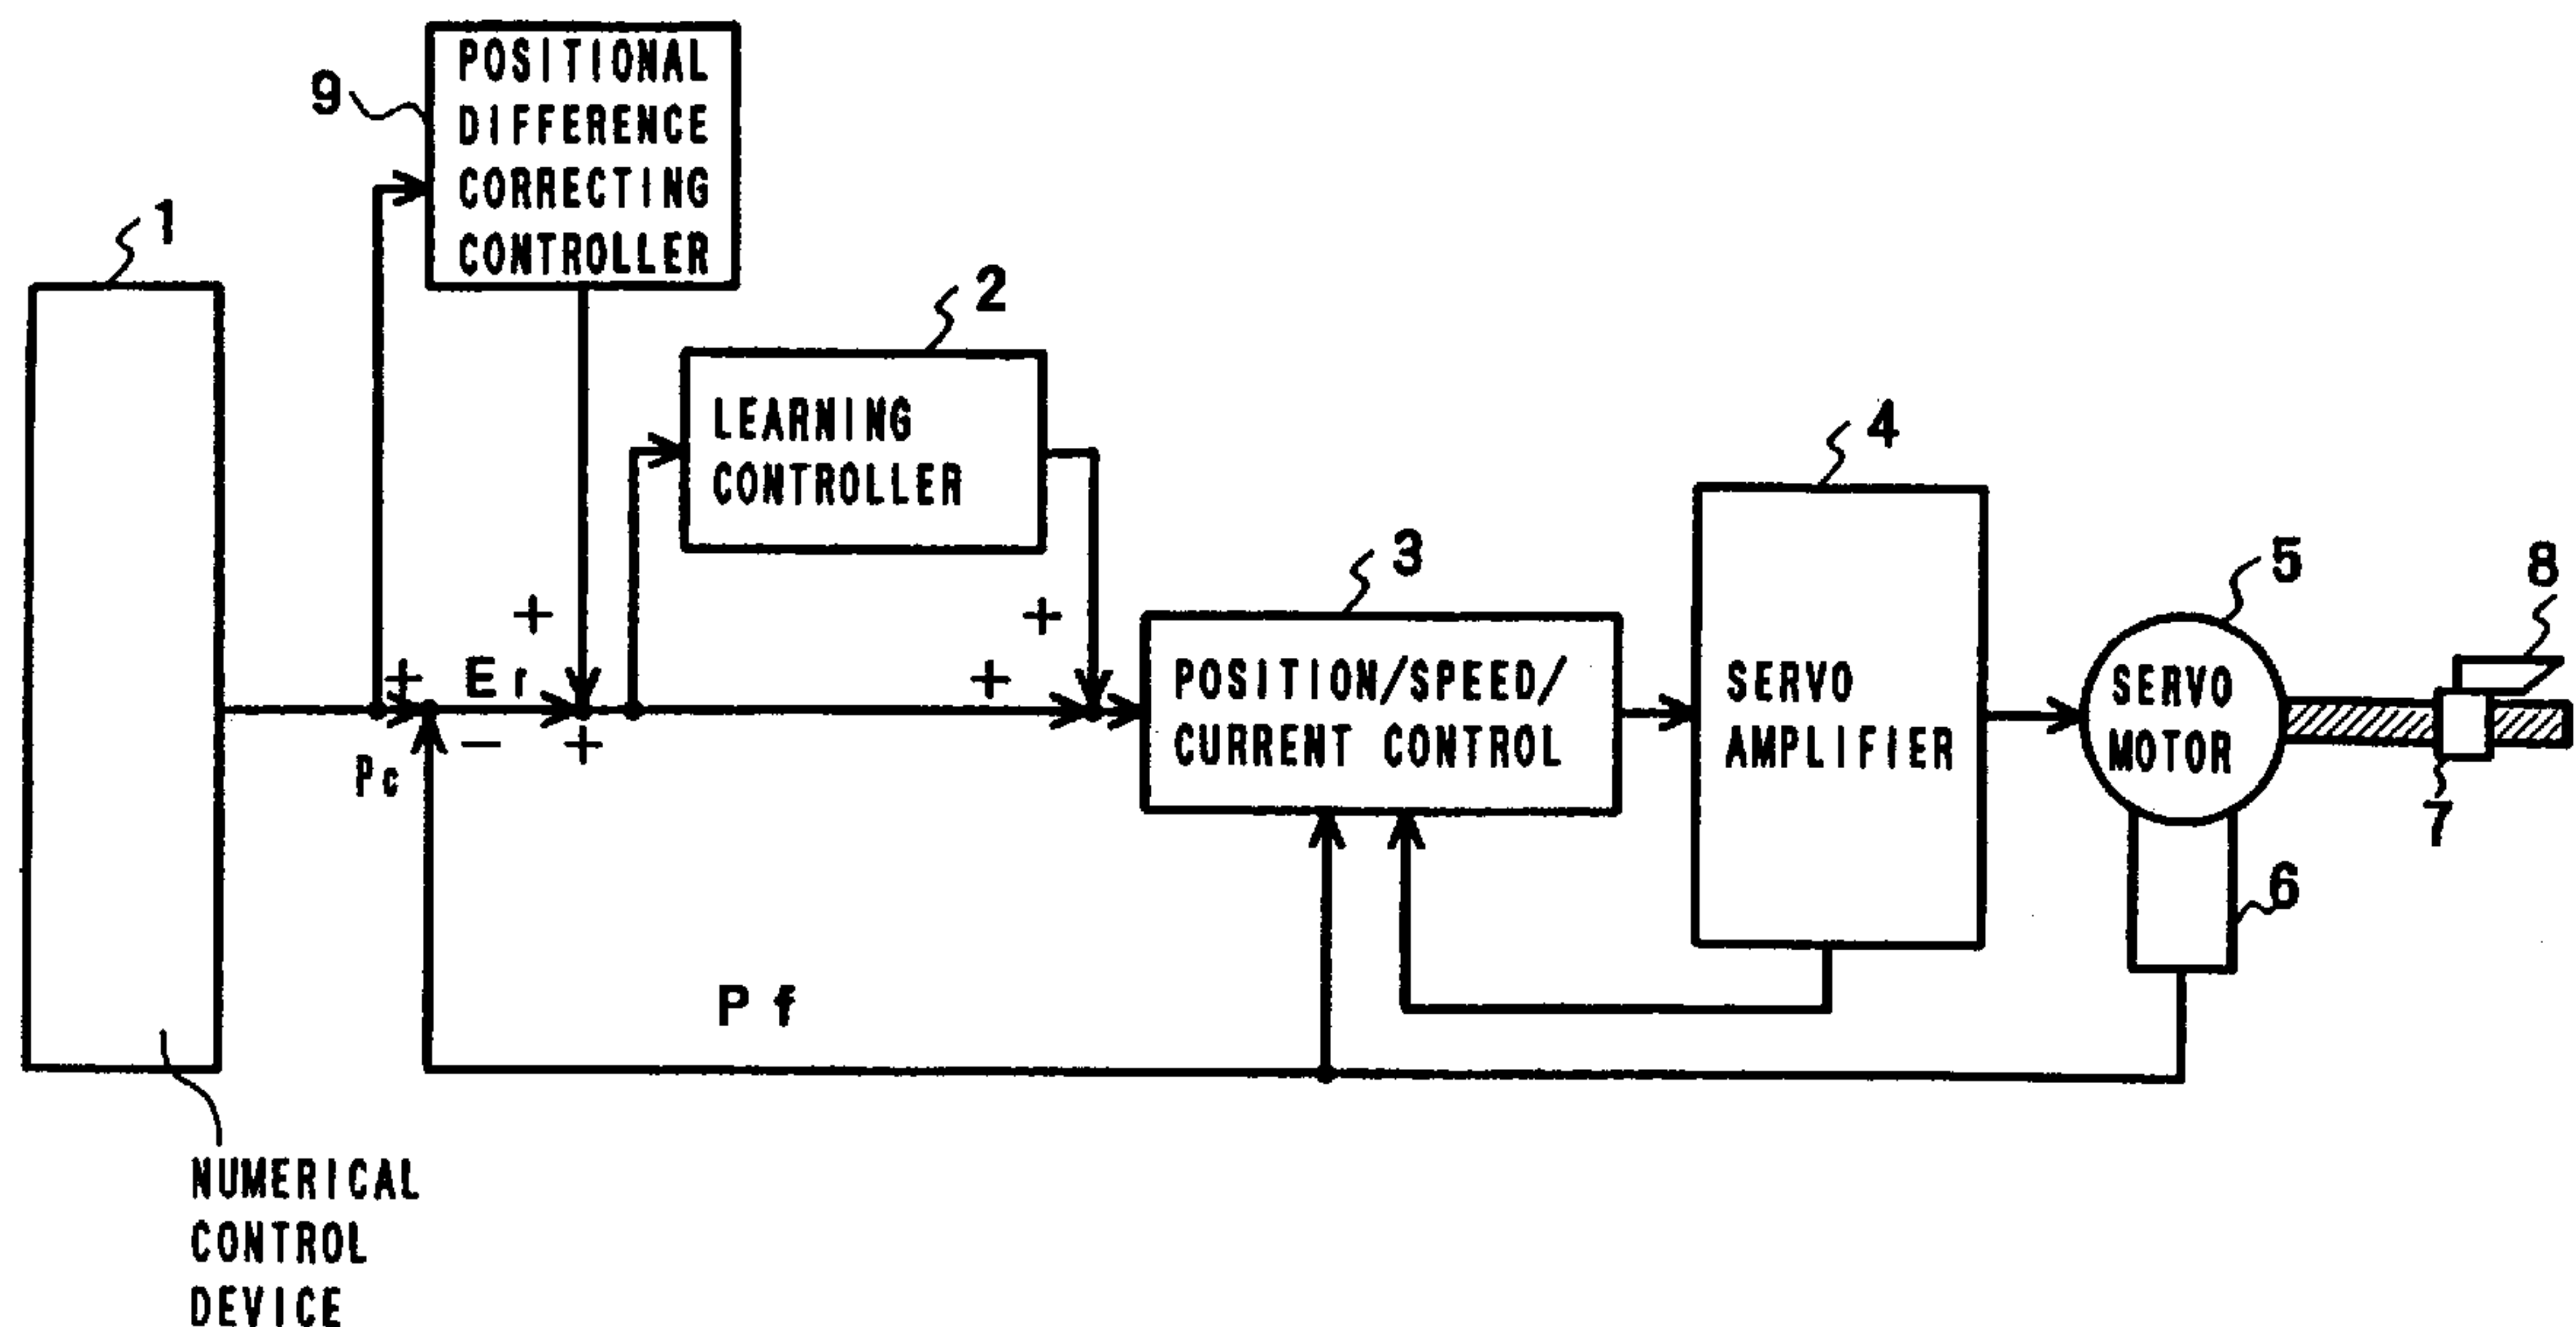 9
POSITIONAL
DIFFERENCE
CORRECTING
CONTROLLER
1
2
LEARNING
CONTROLLER
4
3
5
8
+
+
+
Er
+
POSITION/SPEED/
CURRENT CONTROL
SERVO
AMPLIFIER
SERVO
MOTOR
Pc
−
+
7
6
Pf
NUMERICAL
CONTROL
DEVICE